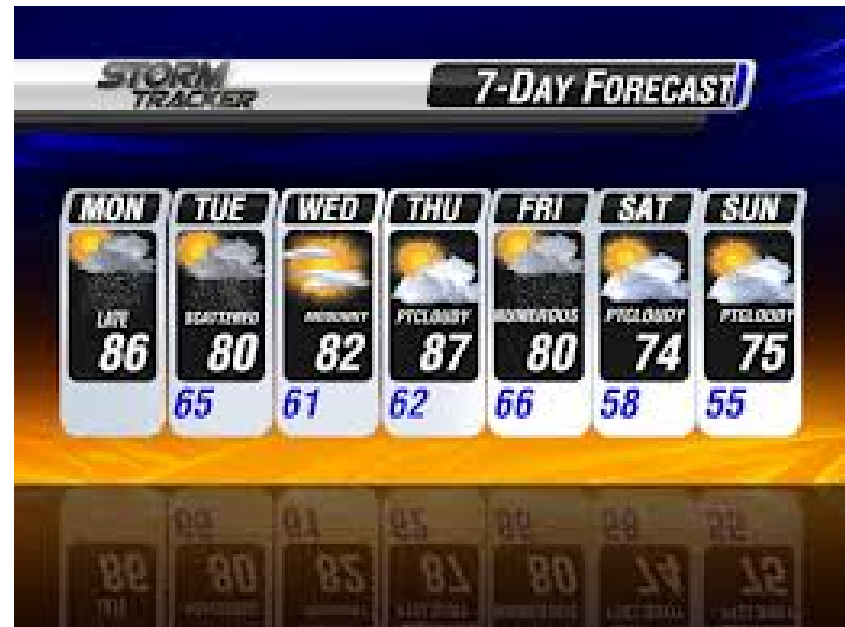 STORM
TRACKER
7-DAY FORECAST
MON TUE WED THU FRI SAT SUN
LATE SCATTERED PTCLOUDY NUMEROUS PTCLOUDY PTCLOUDY
86 80 82 87 80 74 75
65 61 62 66 58 55